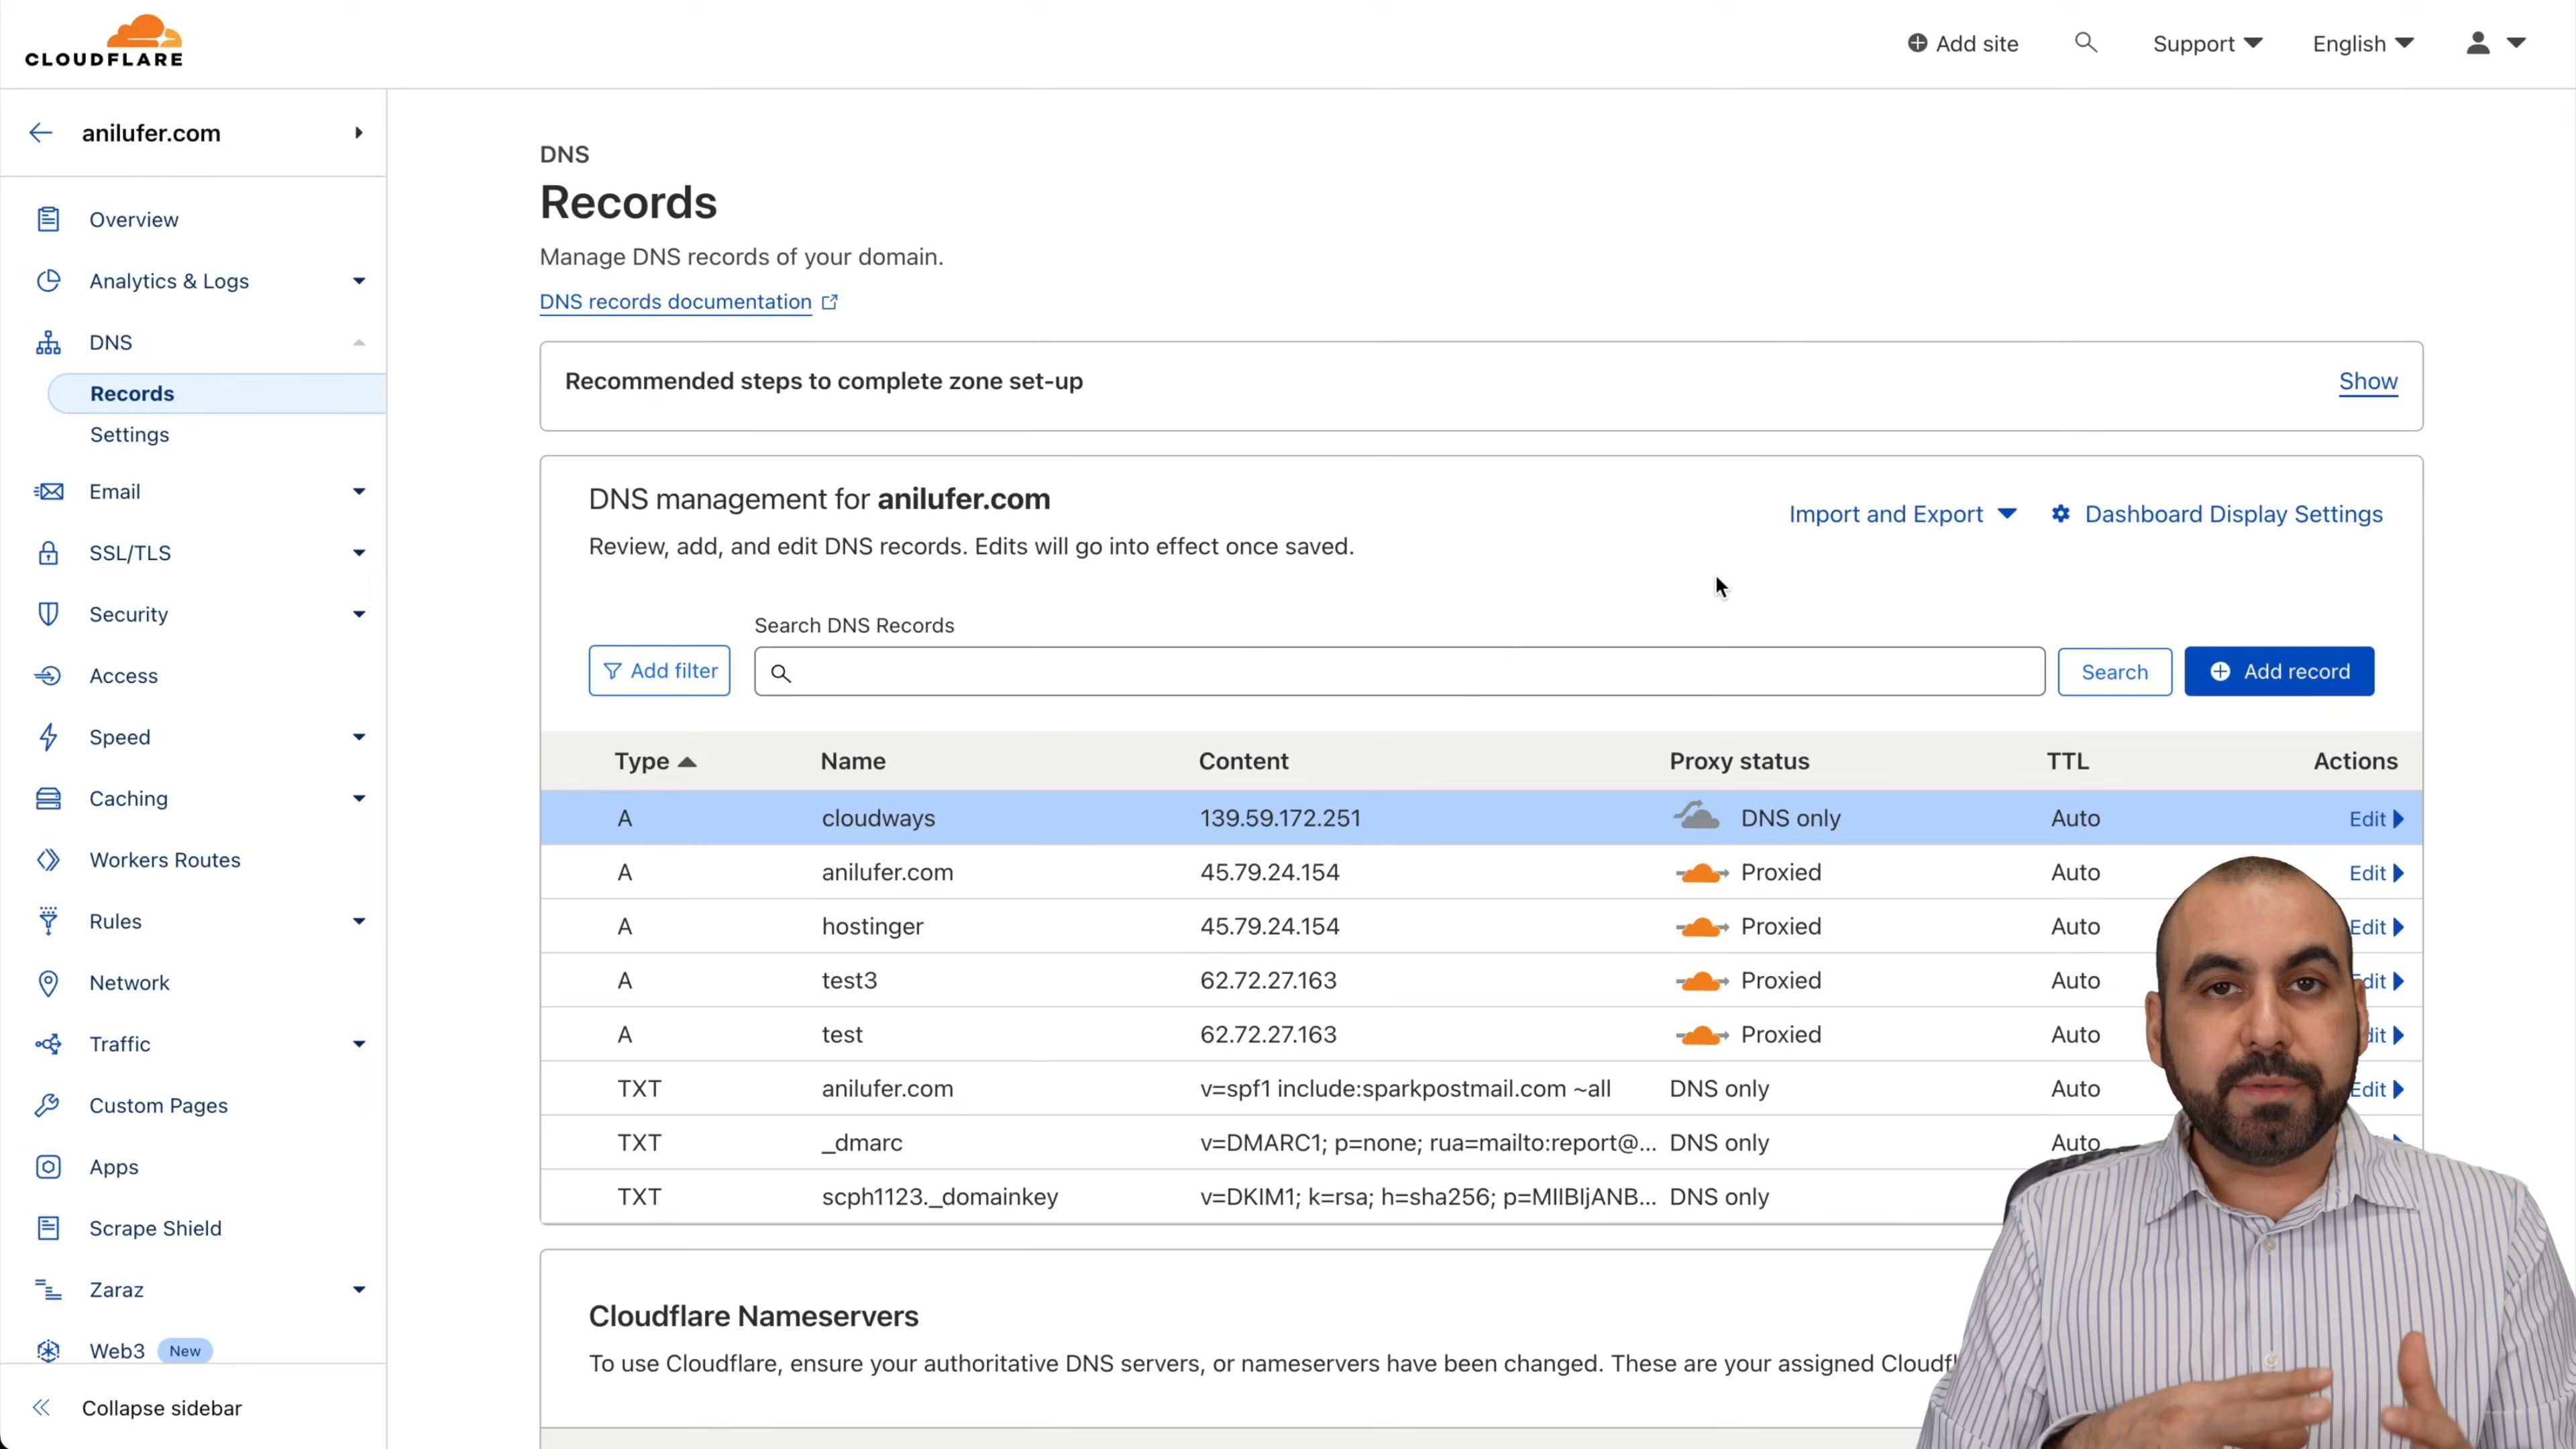 CLOUDFLARE
Add site
Support
English
anilufer.com
Overview
Analytics & Logs
DNS
Records
Settings
Email
SSL/TLS
Security
Access
Speed
Caching
Workers Routes
Rules
Network
Traffic
Custom Pages
Apps
Scrape Shield
Zaraz
Web3 New
Collapse sidebar
DNS
Records
Manage DNS records of your domain.
DNS records documentation
Recommended steps to complete zone set-up Show
DNS management for anilufer.com
Review, add, and edit DNS records. Edits will go into effect once saved.
Import and Export Dashboard Display Settings
Search DNS Records
Add filter Search Add record
Type Name Content Proxy status TTL Actions
A cloudways 139.59.172.251 DNS only Auto Edit
A anilufer.com 45.79.24.154 Proxied Auto Edit
A hostinger 45.79.24.154 Proxied Auto Edit
A test3 62.72.27.163 Proxied Auto
A test 62.72.27.163 Proxied Auto
TXT anilufer.com v=spf1 include:sparkpostmail.com ~all DNS only Auto Edit
TXT _dmarc v=DMARC1; p=none; rua=mailto:report@... DNS only Auto
TXT scph1123._domainkey v=DKIM1; k=rsa; h=sha256; p=MIIBIjANB... DNS only
Cloudflare Nameservers
To use Cloudflare, ensure your authoritative DNS servers, or nameservers have been changed. These are your assigned